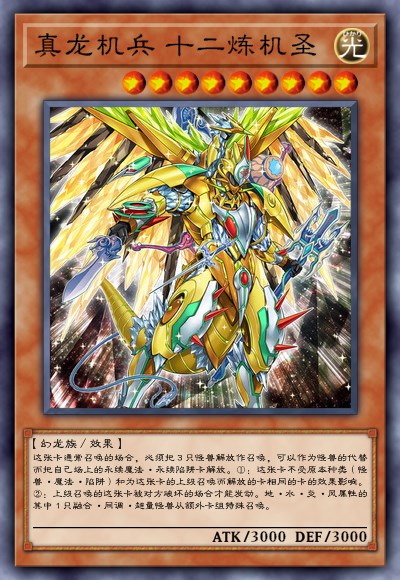 真龙机兵 十二炼机圣
光
【幻龙族/效果】
这张卡通常召唤的场合，必须把3只怪兽解放作召唤，可以作为怪兽的代替
而把自己场上的永续魔法·永续陷阱卡解放。①：这张卡不受原本种类（怪
兽·魔法·陷阱）和为这张卡的上级召唤而解放的卡相同的卡的效果影响。
②：上级召唤的这张卡被对方破坏的场合才能发动。地·水·炎·风属性的
其中1只融合·同调·超量怪兽从额外卡组特殊召唤。
ATK/3000 DEF/3000